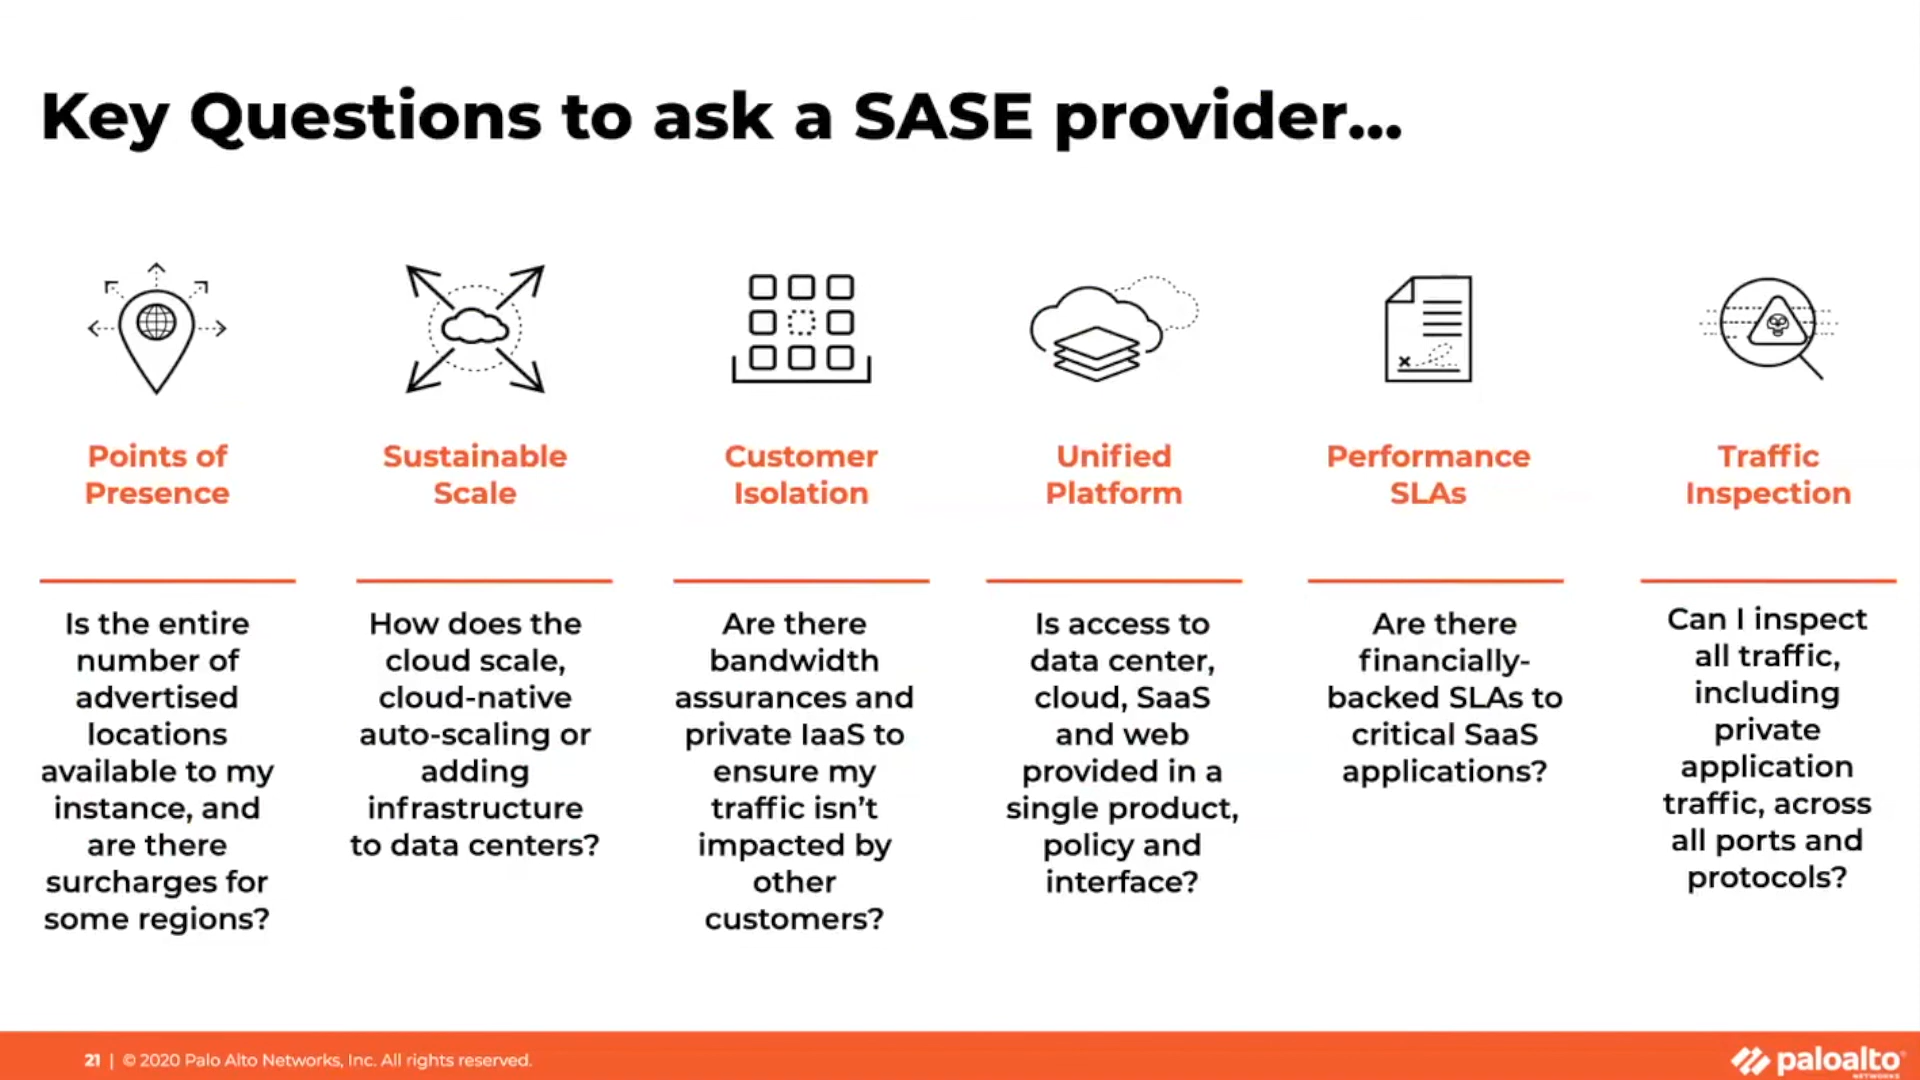 Key Questions to ask a SASE provider...
Points of
Presence
Is the entire
number of
advertised
locations
available to my
instance, and
are there
surcharges for
some regions?
Sustainable
Scale
How does the
cloud scale,
cloud-native
auto-scaling or
adding
infrastructure
to data centers?
Customer
Isolation
Are there
bandwidth
assurances and
private IaaS to
ensure my
traffic isn’t
impacted by
other
customers?
Unified
Platform
Is access to
data center,
cloud, SaaS
and web
provided in a
single product,
policy and
interface?
Performance
SLAs
Are there
financially-
backed SLAs to
critical SaaS
applications?
Traffic
Inspection
Can I inspect
all traffic,
including
private
application
traffic, across
all ports and
protocols?
21 | © 2020 Palo Alto Networks, Inc. All rights reserved.
paloalto
NETWORKS